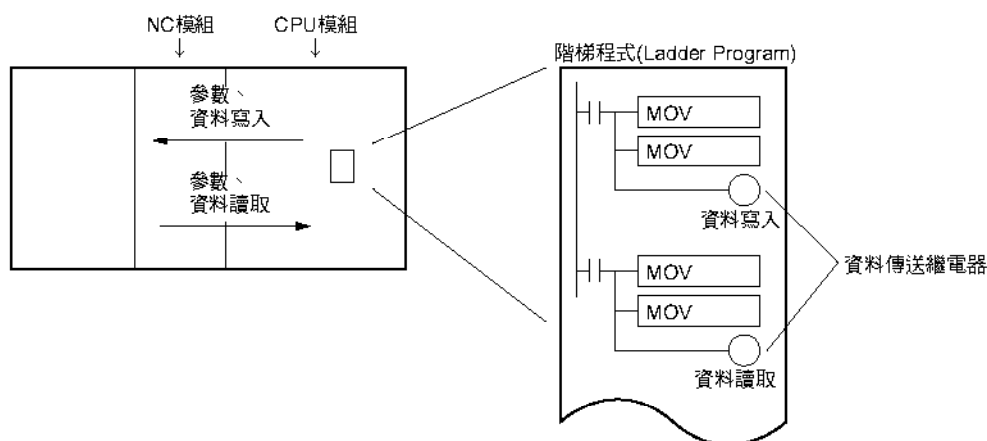 NC模組
CPU模組
參數、
資料寫入
參數、
資料讀取
階梯程式(Ladder Program)
MOV
MOV
資料寫入
MOV
MOV
資料讀取
資料傳送繼電器